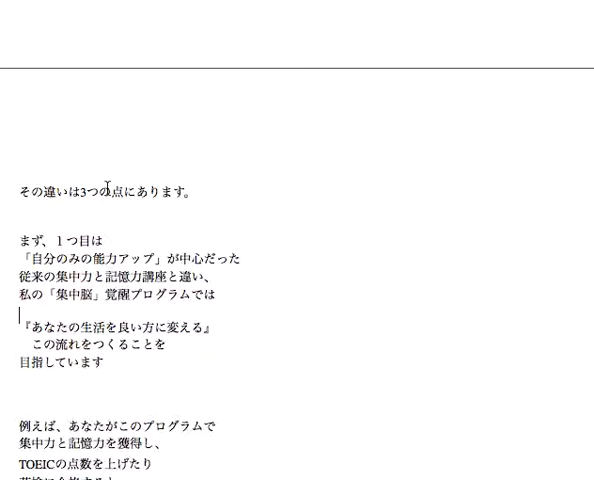 その違いは3つの点にあります。
まず、１つ目は
「自分のみの能力アップ」が中心だった
従来の集中力と記憶力講座と違い、
私の「集中脳」覚醒プログラムでは
『あなたの生活を良い方に変える』
この流れをつくることを
目指しています
例えば、あなたがこのプログラムで
集中力と記憶力を獲得し、
TOEICの点数を上げたり